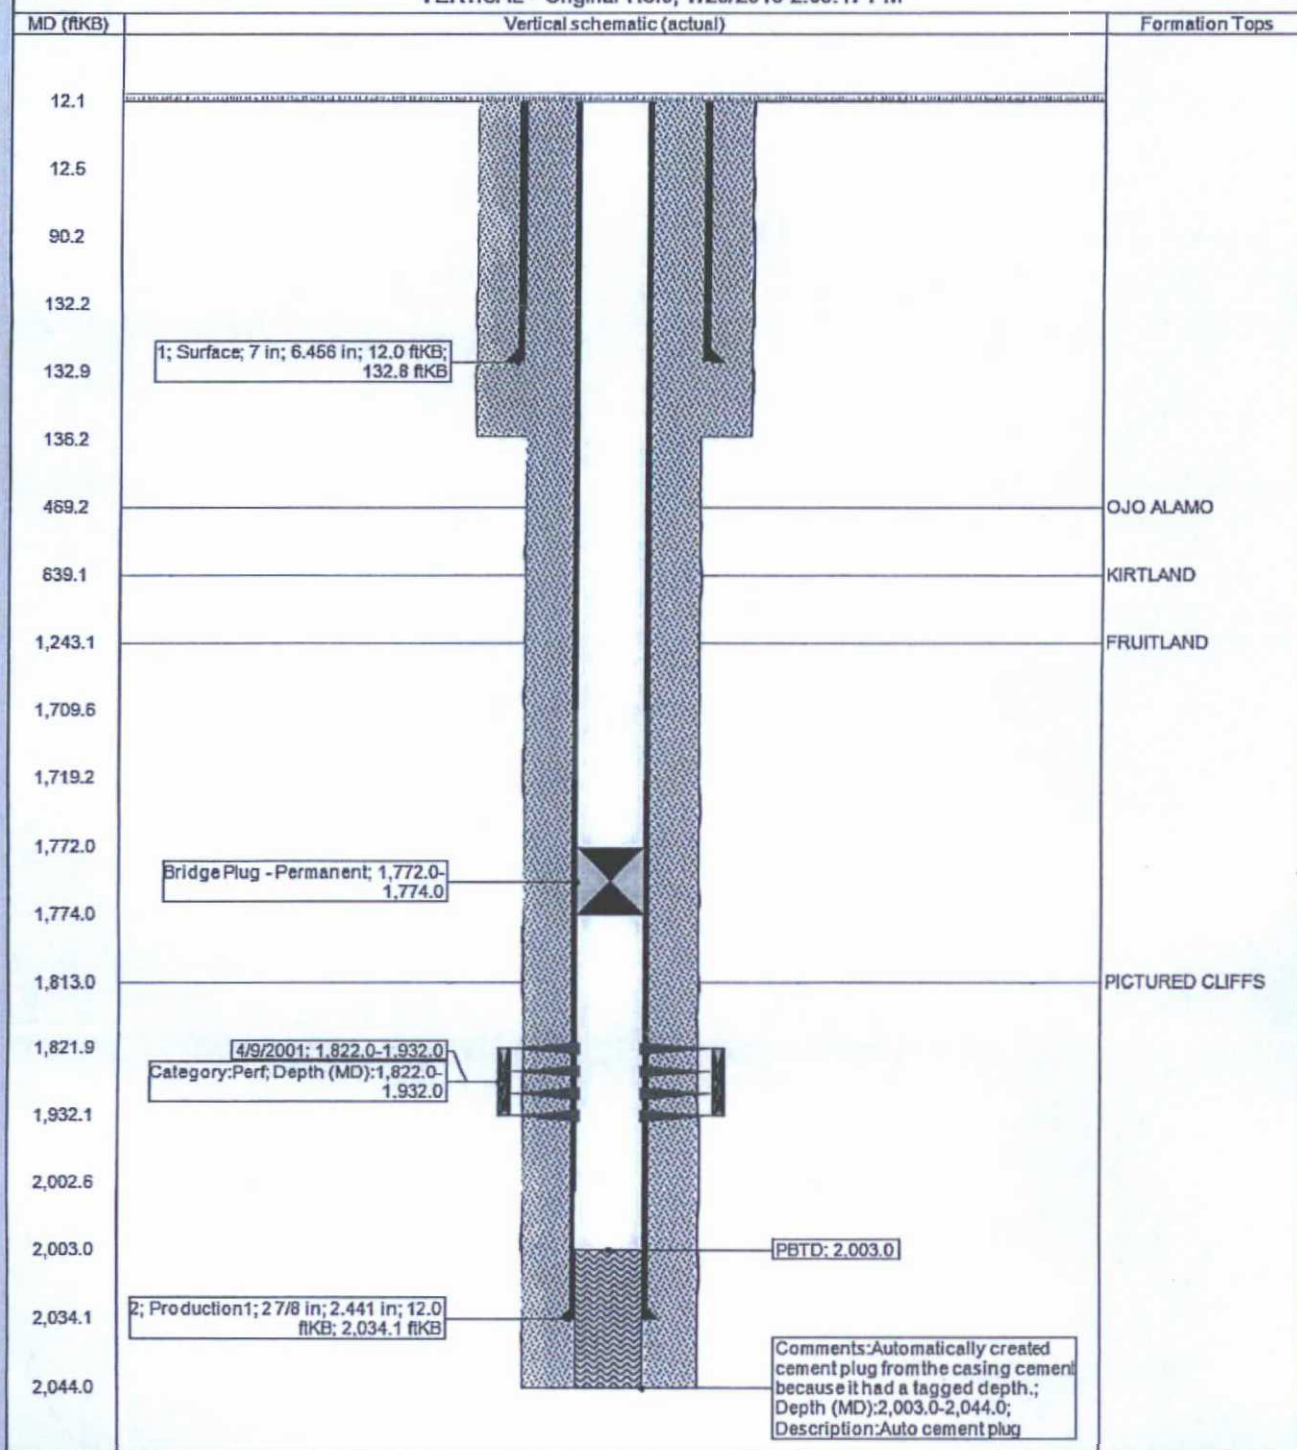 MD (ftKB)
Vertical schematic (actual)
Formation Tops
12.1
12.5
90.2
132.2
1; Surface; 7 in; 6.456 in; 12.0 ftKB;
132.8 ftKB
132.9
136.2
469.2
OJO ALAMO
639.1
KIRTLAND
1,243.1
FRUITLAND
1,709.6
1,719.2
1,772.0
Bridge Plug - Permanent; 1,772.0-
1,774.0
1,774.0
1,813.0
PICTURED CLIFFS
1,821.9
4/9/2001; 1,822.0-1,932.0
Category:Perf; Depth (MD):1,822.0-
1,932.0
1,932.1
2,002.6
2,003.0
PBTD; 2,003.0
2,034.1
2; Production1; 2 7/8 in; 2.441 in; 12.0
ftKB; 2,034.1 ftKB
2,044.0
Comments:Automatically created
cement plug from the casing cement
because it had a tagged depth.;
Depth (MD):2,003.0-2,044.0;
Description:Auto cement plug